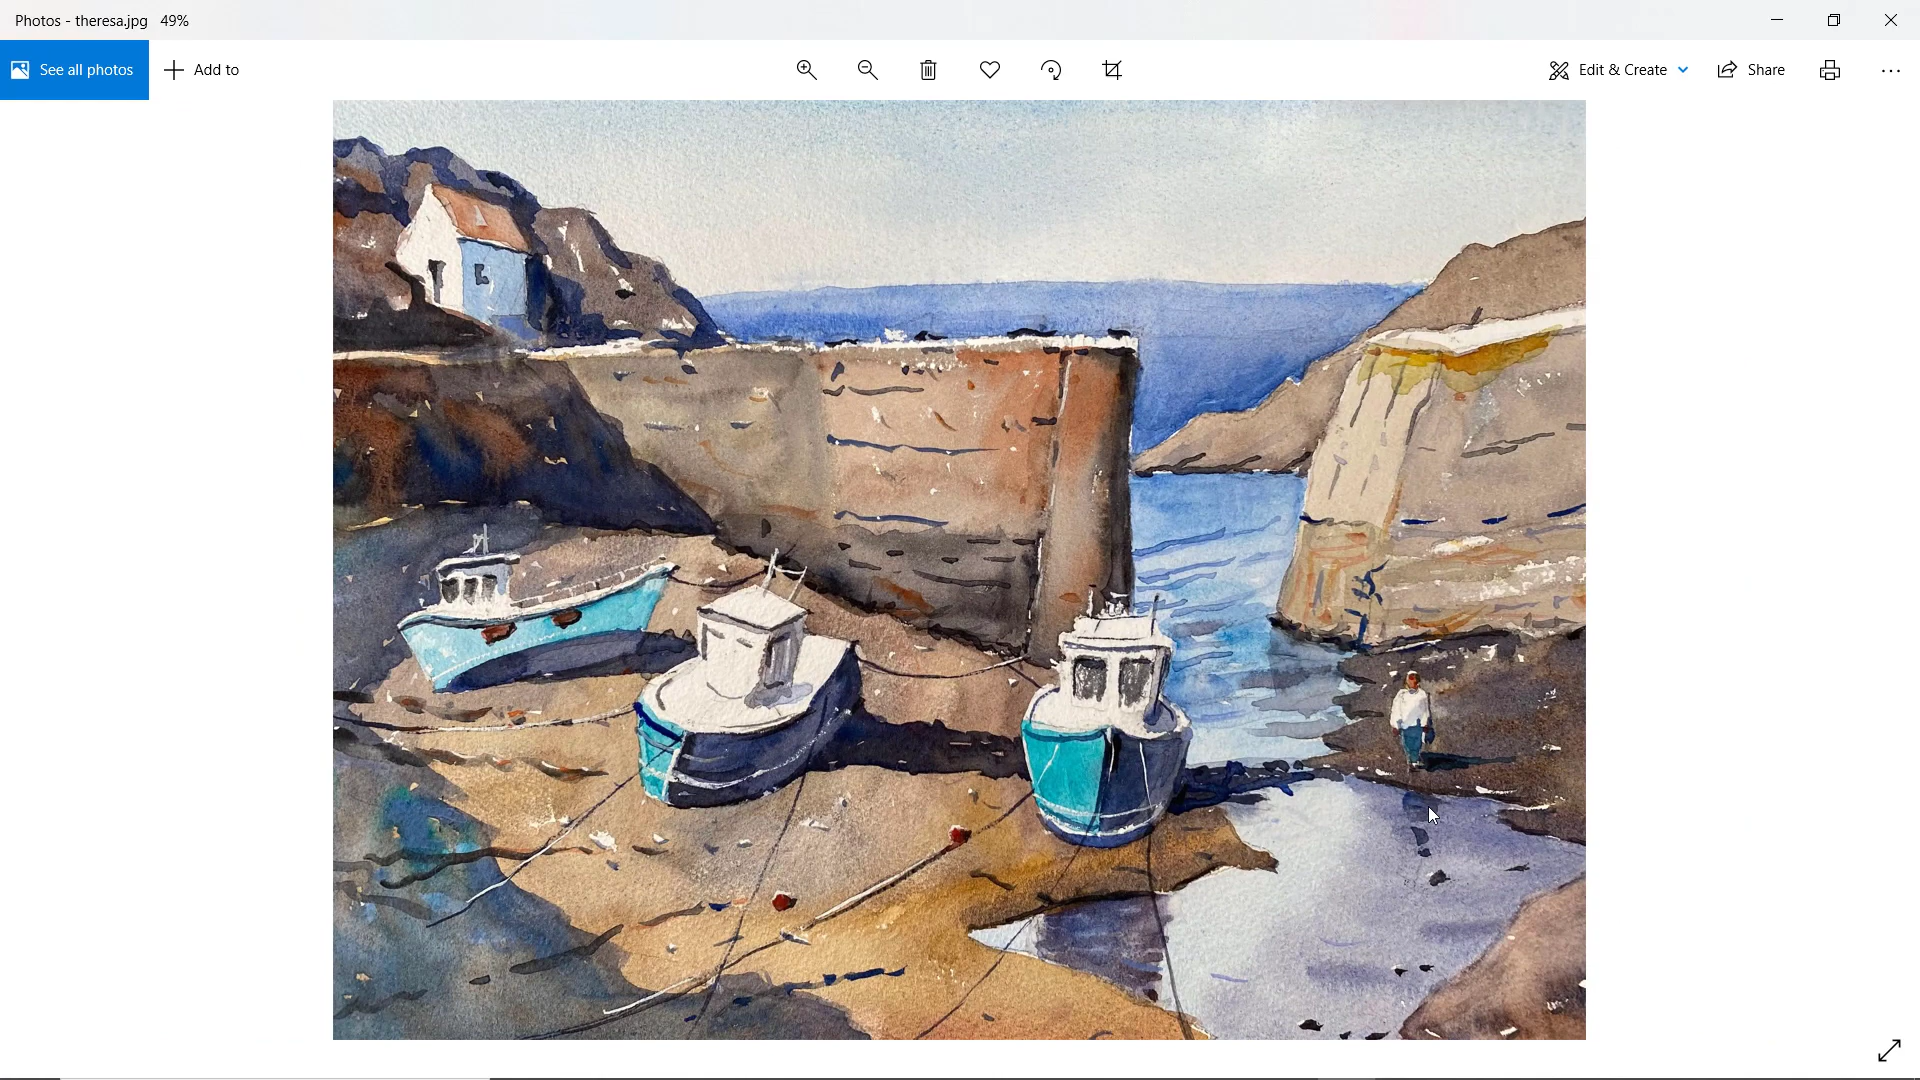 Photos - theresa.jpg   49%
See all photos
Add to
Edit & Create
Share